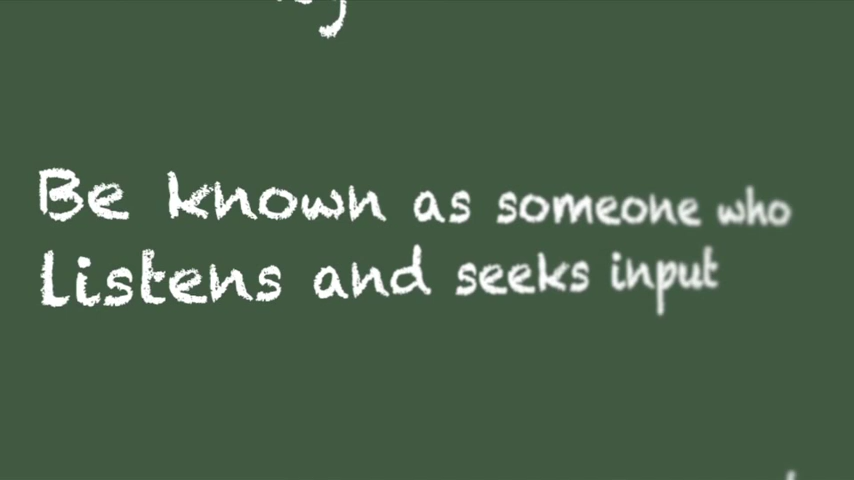 Be known as someone who
listens and seeks input